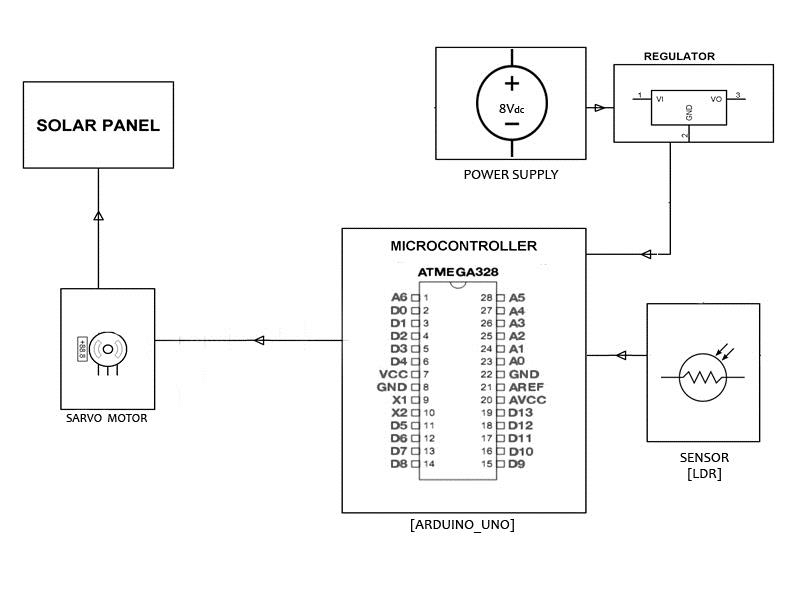 REGULATOR
1 VI VO 3
GND
2
8Vdc
POWER SUPPLY
SOLAR PANEL
MICROCONTROLLER
ATMEGA328
A6 1 28 A5
D0 2 27 A4
D1 3 26 A3
D2 4 25 A2
D3 5 24 A1
D4 6 23 A0
VCC 7 22 GND
GND 8 21 AREF
X1 9 20 AVCC
X2 10 19 D13
D5 11 18 D12
D6 12 17 D11
D7 13 16 D10
D8 14 15 D9
[ARDUINO_UNO]
+88.8
SARVO MOTOR
SENSOR
[LDR]